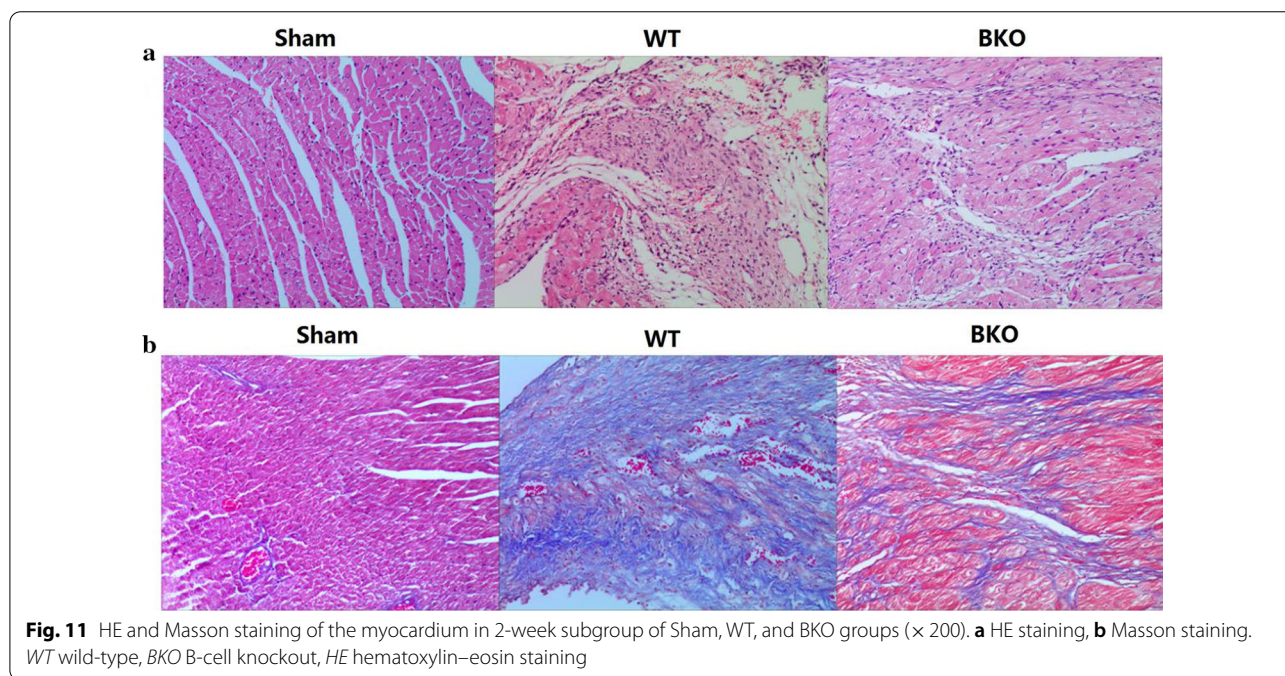 Sham WT BKO
a
Sham WT BKO
b
Fig. 11 HE and Masson staining of the myocardium in 2-week subgroup of Sham, WT, and BKO groups (× 200). a HE staining, b Masson staining.
WT wild-type, BKO B-cell knockout, HE hematoxylin–eosin staining